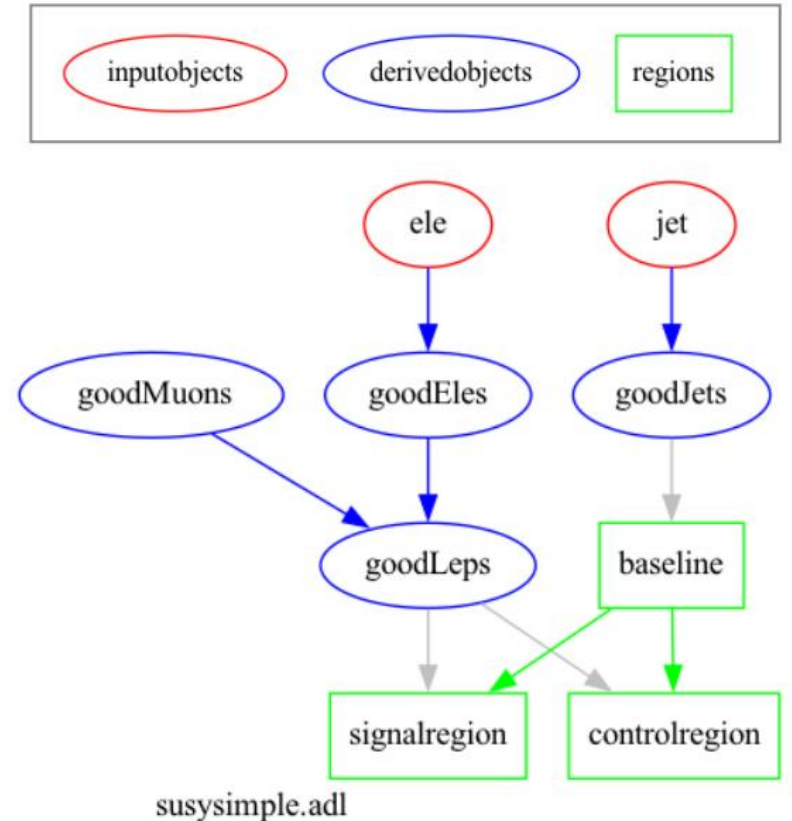 inputobjects derivedobjects regions
ele jet
goodMuons goodEles goodJets
goodLeps baseline
signalregion controlregion
susysimple.adl